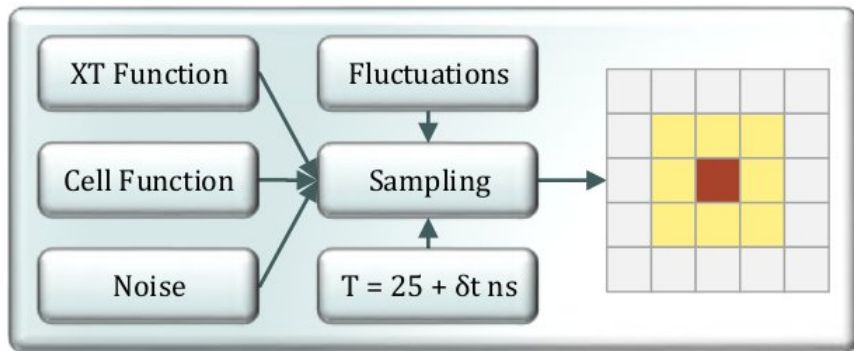 XT Function
Fluctuations
Cell Function
Sampling
Noise
T = 25 + δt ns